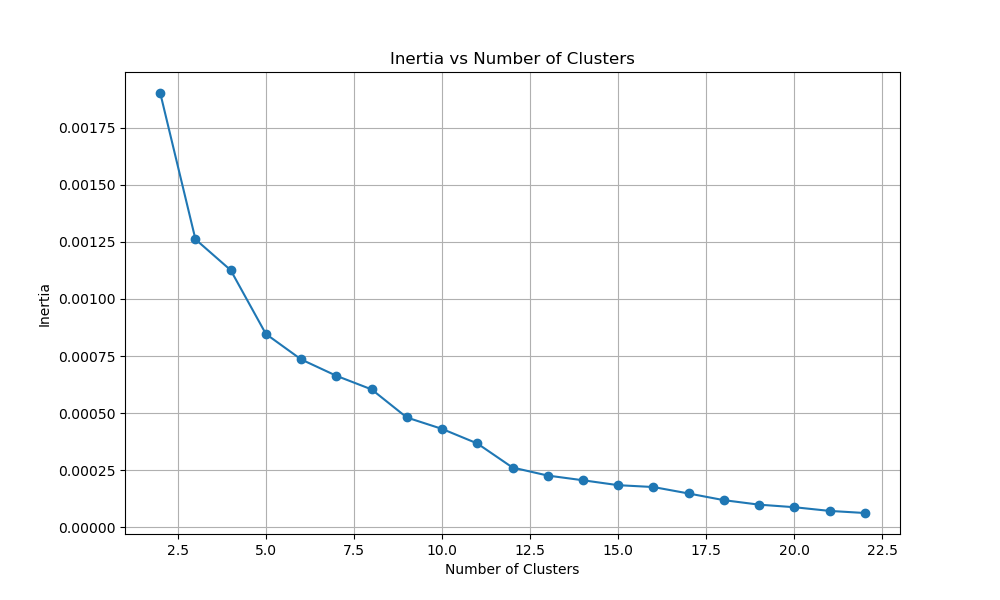 Inertia vs Number of Clusters
Inertia
0.00175
0.00150
0.00125
0.00100
0.00075
0.00050
0.00025
0.00000
2.5 5.0 7.5 10.0 12.5 15.0 17.5 20.0 22.5
Number of Clusters